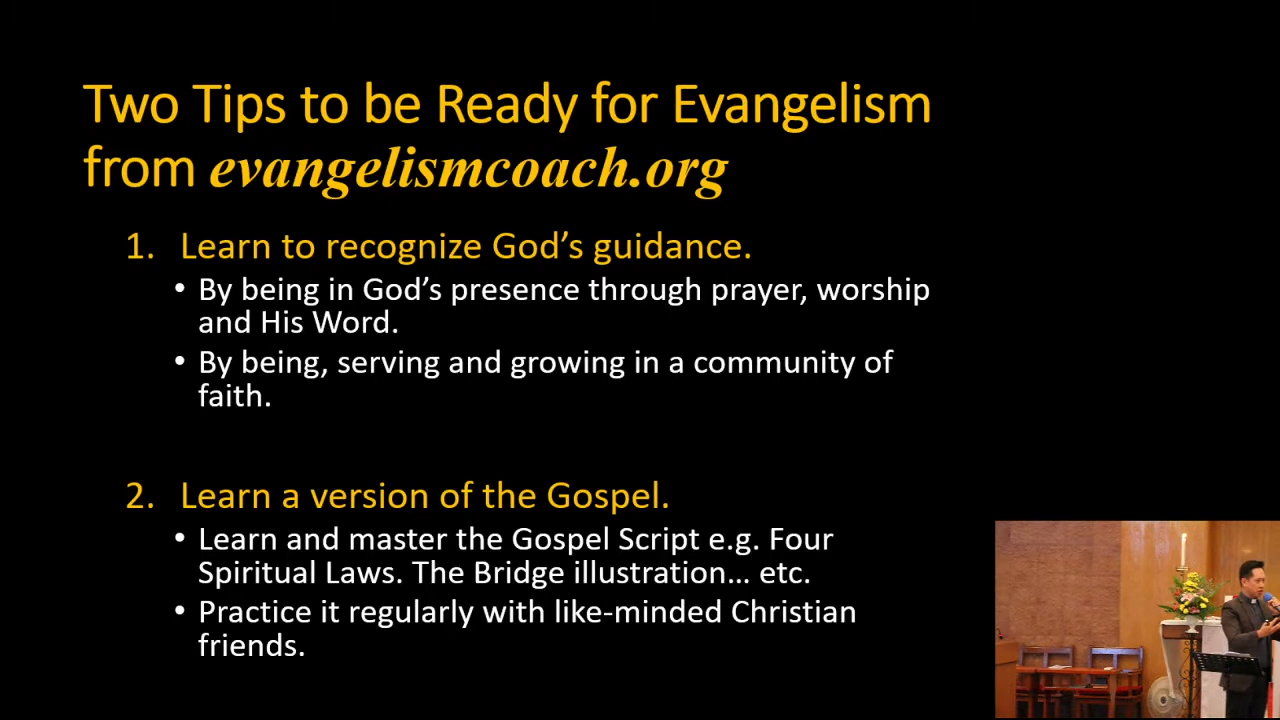 Two Tips to be Ready for Evangelism
from evangelismcoach.org
1. Learn to recognize God’s guidance.
• By being in God’s presence through prayer, worship
and His Word.
• By being, serving and growing in a community of
faith.
2. Learn a version of the Gospel.
• Learn and master the Gospel Script e.g. Four
Spiritual Laws. The Bridge illustration… etc.
• Practice it regularly with like-minded Christian
friends.